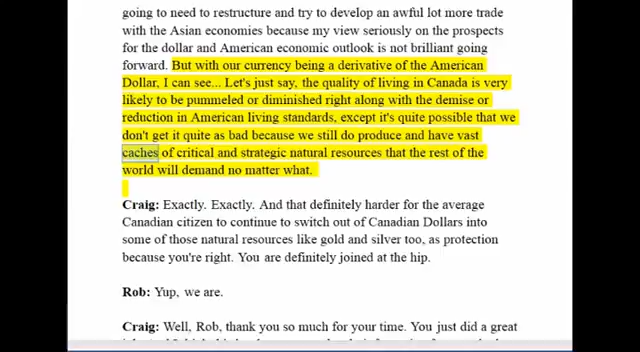 going to need to restructure and try to develop an awful lot more trade
with the Asian economies because my view seriously on the prospects
for the dollar and American economic outlook is not brilliant going
forward. But with our currency being a derivative of the American
Dollar, I can see... Let's just say, the quality of living in Canada is very
likely to be pummeled or diminished right along with the demise or
reduction in American living standards, except it's quite possible that we
don't get it quite as bad because we still do produce and have vast
caches of critical and strategic natural resources that the rest of the
world will demand no matter what.
Craig: Exactly. Exactly. And that definitely harder for the average
Canadian citizen to continue to switch out of Canadian Dollars into
some of those natural resources like gold and silver too, as protection
because you're right. You are definitely joined at the hip.
Rob: Yup, we are.
Craig: Well, Rob, thank you so much for your time. You just did a great